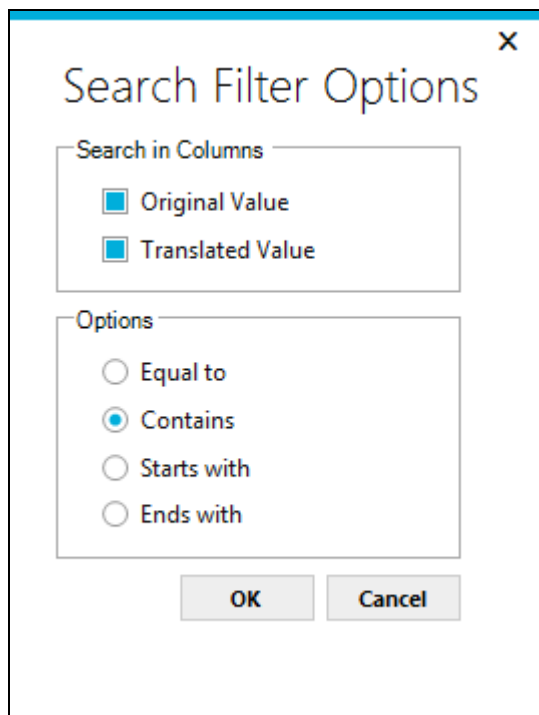 Search Filter Options
Search in Columns
Original Value
Translated Value
Options
Equal to
Contains
Starts with
Ends with
OK Cancel